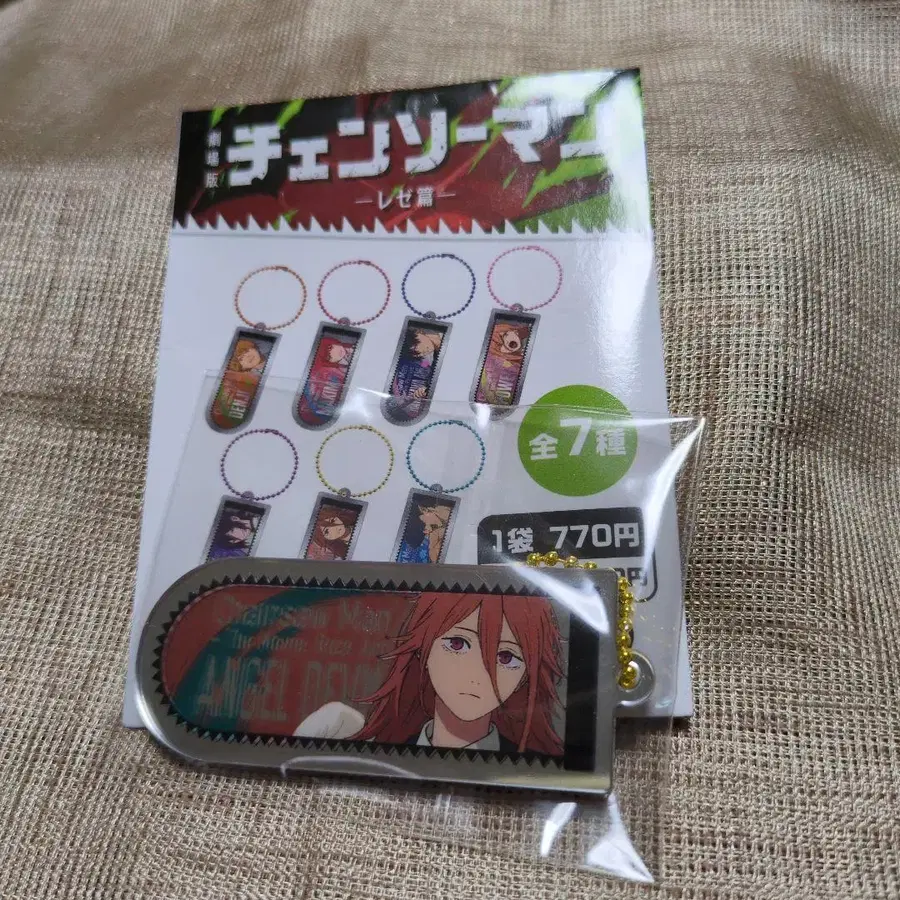 劇場版
チェンソーマン
—レゼ篇—
全7種
1袋 770円
Chainsaw Man
The Movie: Reze Arc
ANGEL DEVIL